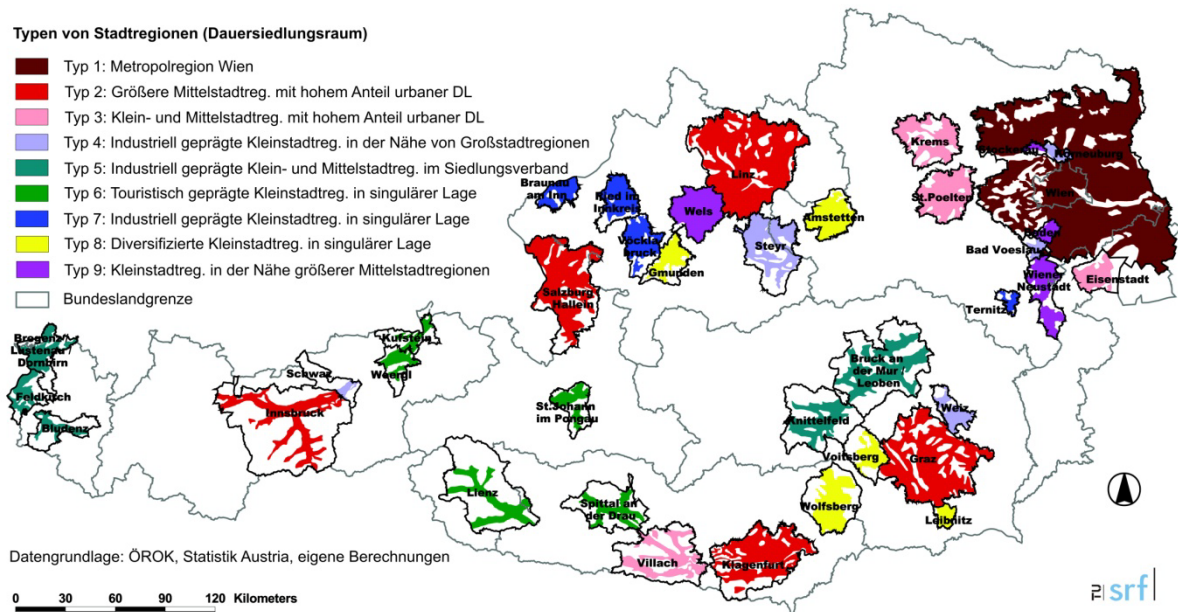 Typen von Stadtregionen (Dauersiedlungsraum)
Typ 1: Metropolregion Wien
Typ 2: Größere Mittelstadtreg. mit hohem Anteil urbaner DL
Typ 3: Klein- und Mittelstadtreg. mit hohem Anteil urbaner DL
Typ 4: Industriell geprägte Kleinstadtreg. in der Nähe von Großstadtregionen
Typ 5: Industriell geprägte Klein- und Mittelstadtreg. im Siedlungsverband
Typ 6: Touristisch geprägte Kleinstadtreg. in singulärer Lage
Typ 7: Industriell geprägte Kleinstadtreg. in singulärer Lage
Typ 8: Diversifizierte Kleinstadtreg. in singulärer Lage
Typ 9: Kleinstadtreg. in der Nähe größerer Mittelstadtregionen
Bundeslandgrenze
Krems
Stockerau
Korneuburg
Linz
Wien
Braunau
am Inn
Ried im
Innkreis
Wels
Amstetten
St.Poelten
Baden
Vöckla
bruck
Steyr
Bad Voeslau
Gmunden
Wiener
Neustadt
Eisenstadt
Salzburg
Hallein
Ternitz
Bregenz /
Lustenau /
Dornbirn
Kufstein
Woergl
Schwaz
Bruck an
der Mur /
Leoben
Feldkirch
Innsbruck
St.Johann
im Pongau
Knittelfeld
Weiz
Bludenz
Voitsberg
Graz
Lienz
Spittal an
der Drau
Wolfsberg
Leibnitz
Villach
Klagenfurt
Datengrundlage: ÖROK, Statistik Austria, eigene Berechnungen
0 30 60 90 120 Kilometers
TU srf